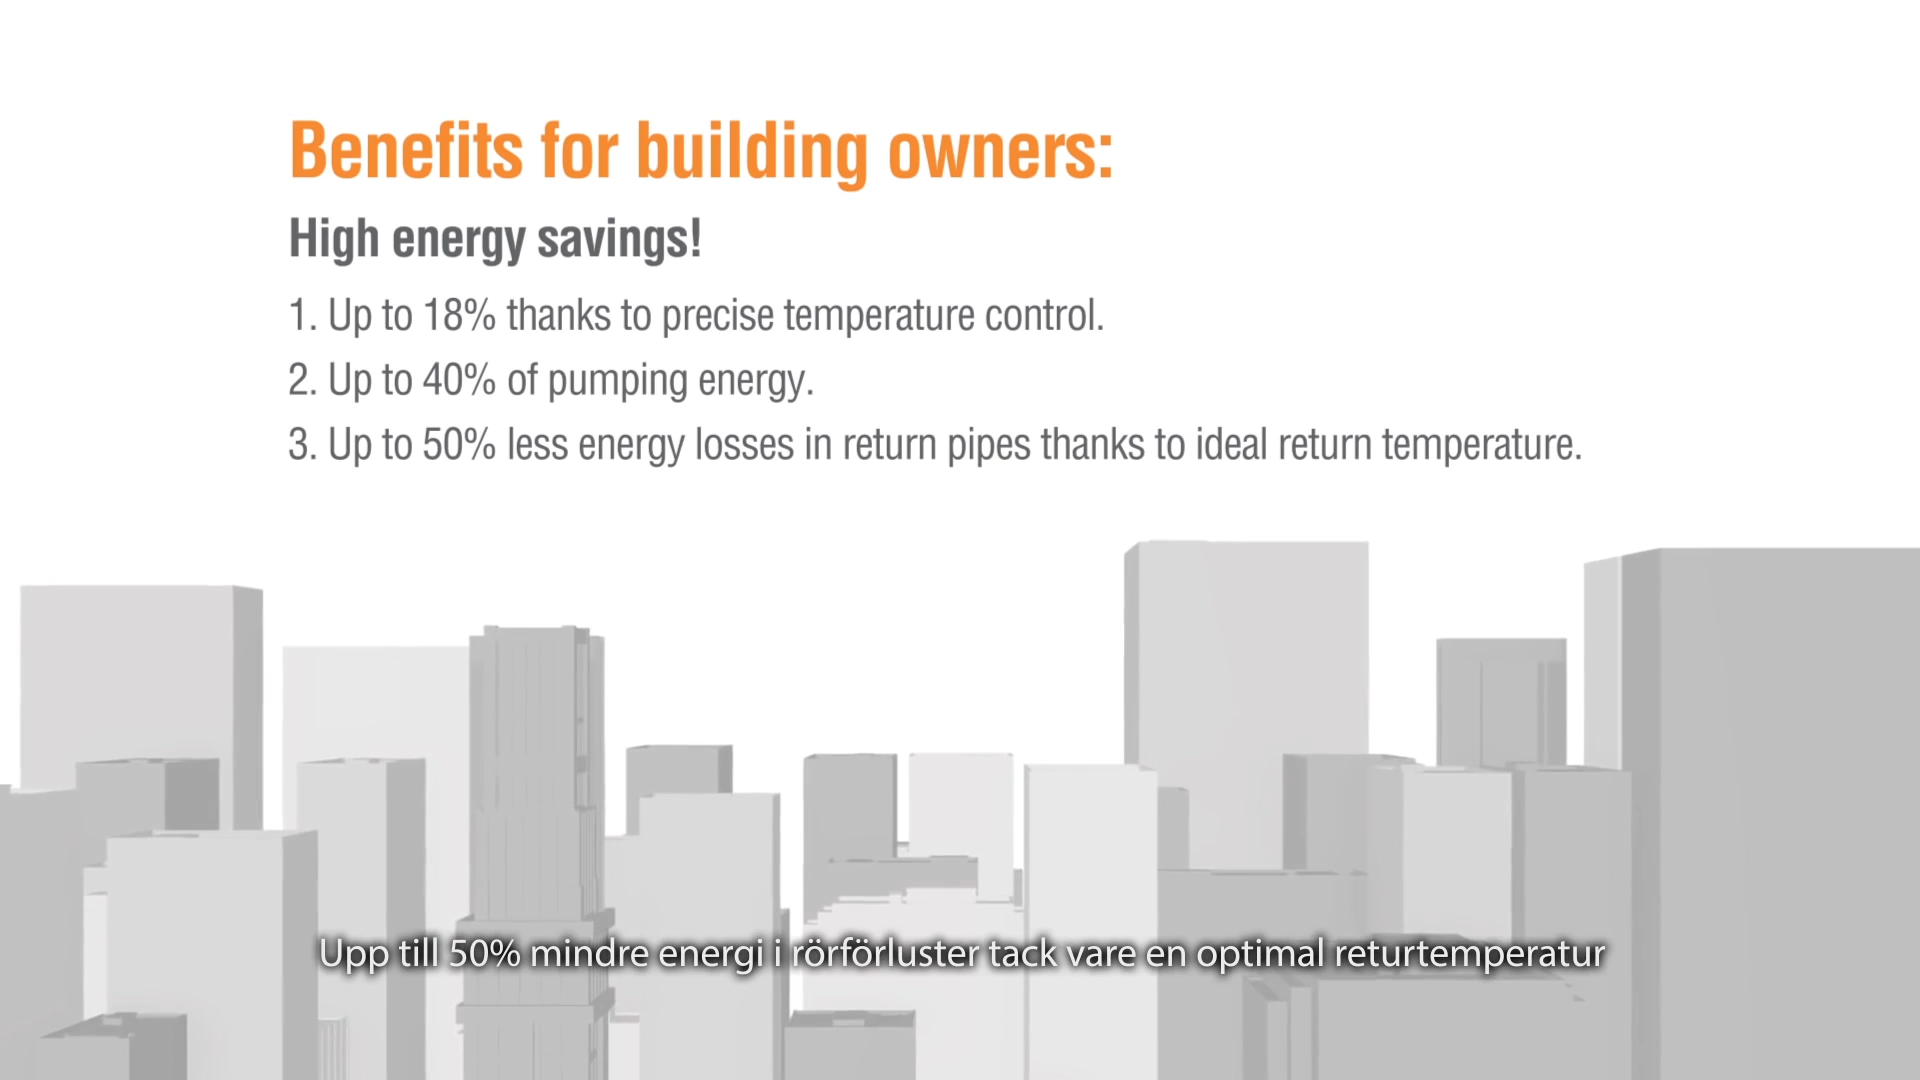 Benefits for building owners:
High energy savings!
1. Up to 18% thanks to precise temperature control.
2. Up to 40% of pumping energy.
3. Up to 50% less energy losses in return pipes thanks to ideal return temperature.
Upp till 50% mindre energi i rörförluster tack vare en optimal returtemperatur